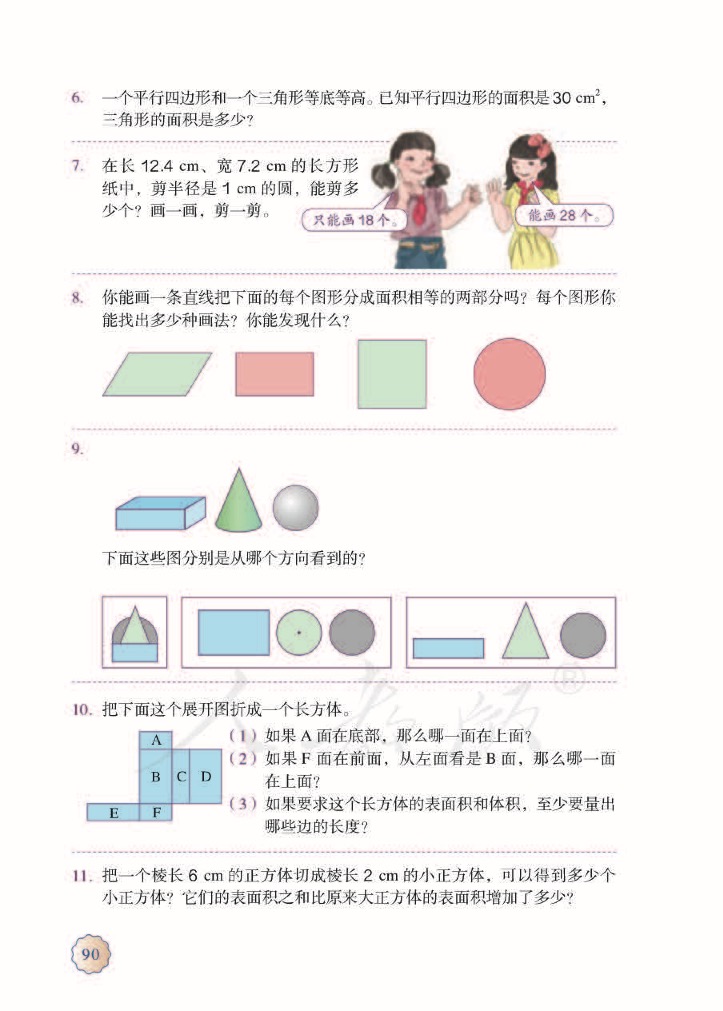 6. 一个平行四边形和一个三角形等底等高。已知平行四边形的面积是 30 cm²，
三角形的面积是多少？
7. 在长 12.4 cm、宽 7.2 cm 的长方形
纸中，剪半径是 1 cm 的圆，能剪多
少个？画一画，剪一剪。
只能画 18 个。
能画 28 个。
8. 你能画一条直线把下面的每个图形分成面积相等的两部分吗？每个图形你
能找出多少种画法？你能发现什么？
9.
下面这些图分别是从哪个方向看到的？
10. 把下面这个展开图折成一个长方体。
A
B C D
E F
（1）如果 A 面在底部，那么哪一面在上面？
（2）如果 F 面在前面，从左面看是 B 面，那么哪一面
在上面？
（3）如果要求这个长方体的表面积和体积，至少要量出
哪些边的长度？
11. 把一个棱长 6 cm 的正方体切成棱长 2 cm 的小正方体，可以得到多少个
小正方体？它们的表面积之和比原来大正方体的表面积增加了多少？
90